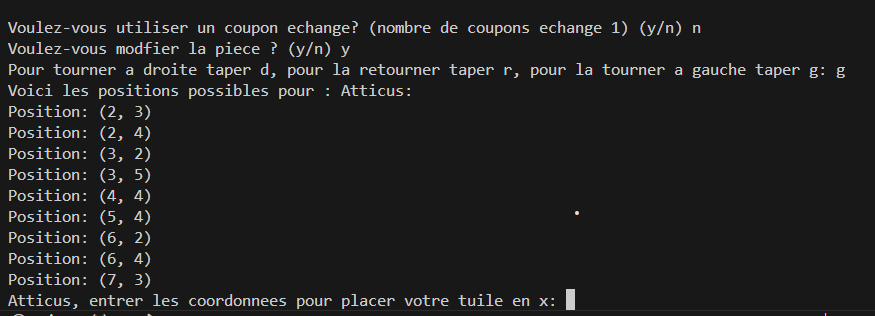 Voulez-vous utiliser un coupon echange? (nombre de coupons echange 1) (y/n) n
Voulez-vous modfier la piece ? (y/n) y
Pour tourner a droite taper d, pour la retourner taper r, pour la tourner a gauche taper g: g
Voici les positions possibles pour : Atticus:
Position: (2, 3)
Position: (2, 4)
Position: (3, 2)
Position: (3, 5)
Position: (4, 4)
Position: (5, 4)
Position: (6, 2)
Position: (6, 4)
Position: (7, 3)
Atticus, entrer les coordonnees pour placer votre tuile en x: